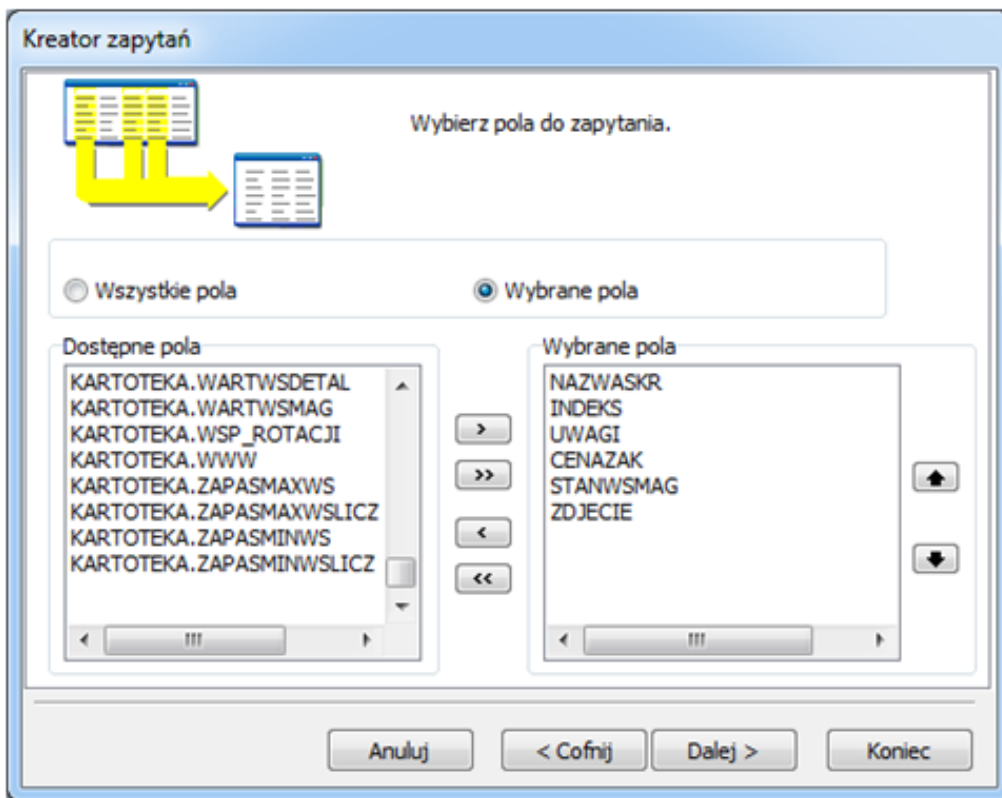 Kreator zapytań
Wybierz pola do zapytania.
Wszystkie pola
Wybrane pola
Dostępne pola
KARTOTEKA.WARTWSDETAL
KARTOTEKA.WARTWSMAG
KARTOTEKA.WSP_ROTACJI
KARTOTEKA.WWW
KARTOTEKA.ZAPASMAXWS
KARTOTEKA.ZAPASMAXWSLICZ
KARTOTEKA.ZAPASMINWS
KARTOTEKA.ZAPASMINWSLICZ
>
>>
<
<<
Wybrane pola
NAZWASKR
INDEKS
UWAGI
CENAZAK
STANWSMAG
ZDJECIE
Anuluj
< Cofnij
Dalej >
Koniec